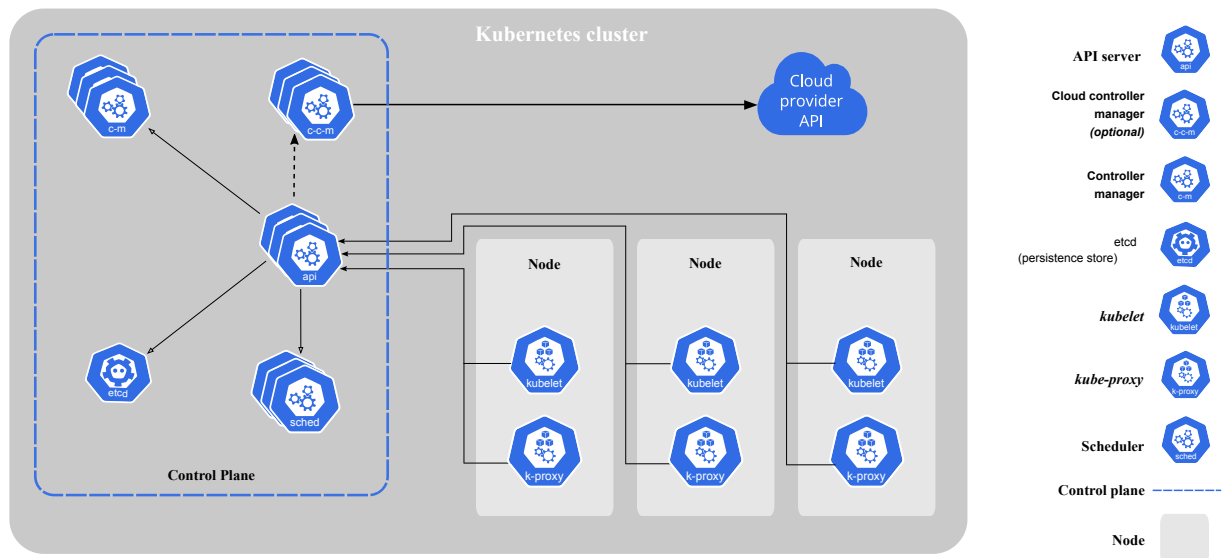 Kubernetes cluster
c-m
c-c-m
Cloud
provider
API
api
etcd
sched
Control Plane
Node
Node
Node
kubelet
kubelet
kubelet
k-proxy
k-proxy
k-proxy
API server
api
Cloud controller
manager
(optional)
c-c-m
Controller
manager
c-m
etcd
(persistence store)
etcd
kubelet
kubelet
kube-proxy
k-proxy
Scheduler
sched
Control plane
Node